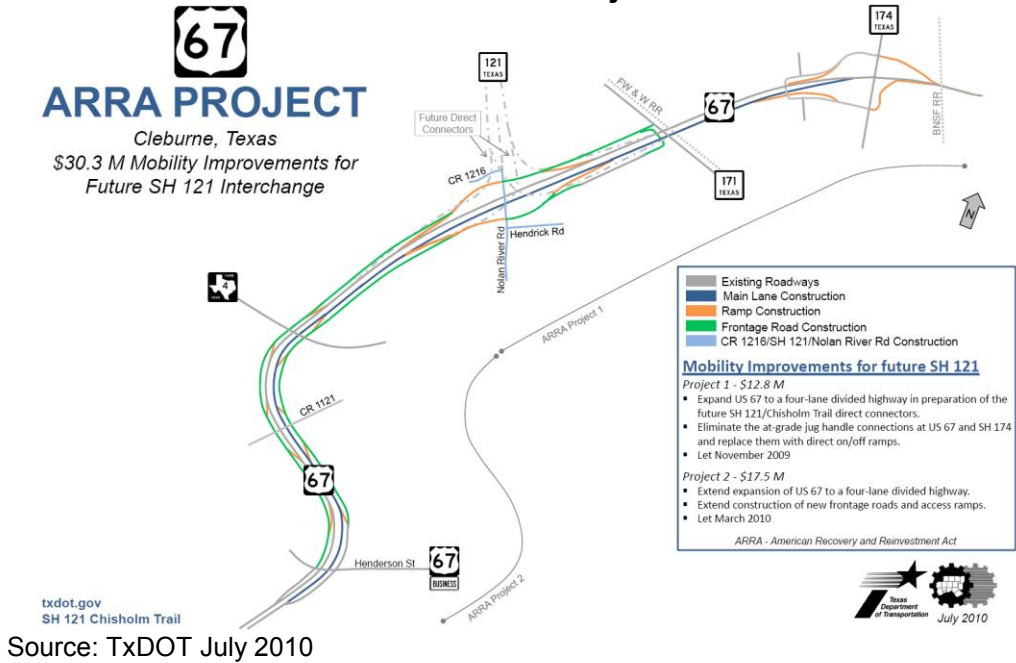 67
ARRA PROJECT
Cleburne, Texas
$30.3 M Mobility Improvements for
Future SH 121 Interchange
121
TEXAS
174
TEXAS
Future Direct
Connectors
FW & W RR
67
BNSF RR
CR 1216
171
TEXAS
N
Nolan River Rd
Hendrick Rd
4
ARRA Project 1
CR 1121
67
Henderson St
67
BUSINESS
ARRA Project 2
Existing Roadways
Main Lane Construction
Ramp Construction
Frontage Road Construction
CR 1216/SH 121/Nolan River Rd Construction
Mobility Improvements for future SH 121
Project 1 - $12.8 M
▪ Expand US 67 to a four-lane divided highway in preparation of the
future SH 121/Chisholm Trail direct connectors.
▪ Eliminate the at-grade jug handle connections at US 67 and SH 174
and replace them with direct on/off ramps.
▪ Let November 2009
Project 2 - $17.5 M
▪ Extend expansion of US 67 to a four-lane divided highway.
▪ Extend construction of new frontage roads and access ramps.
▪ Let March 2010
ARRA - American Recovery and Reinvestment Act
txdot.gov
SH 121 Chisholm Trail
Texas
Department
of Transportation
July 2010
Source: TxDOT July 2010